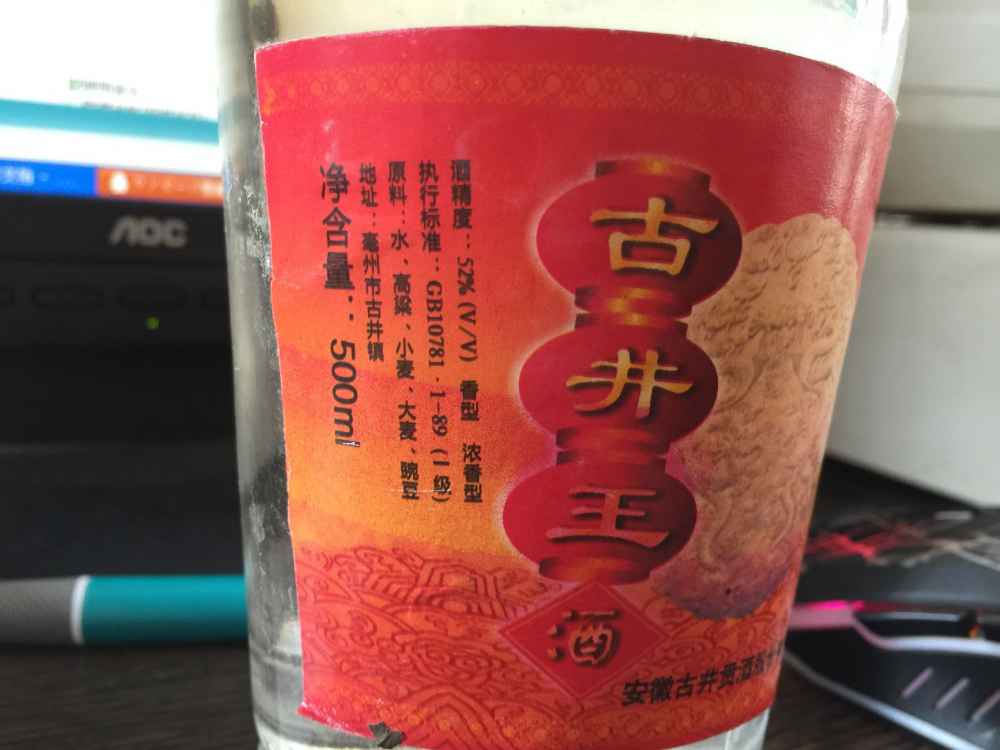 AOC
古井王
酒
酒精度：52%(V/V) 香型 浓香型
执行标准：GB10781·1-89(I级)
原料：水、高粱、小麦、大麦、豌豆
地址：亳州市古井镇
净含量：500ml
安徽古井贡酒